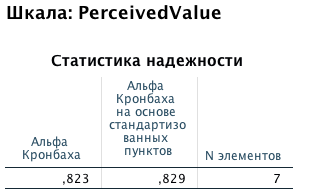 Шкала: PerceivedValue
Статистика надежности
Альфа
Кронбаха
Альфа
Кронбаха
на основе
стандартизо
ванных
пунктов
N элементов
,823 ,829 7